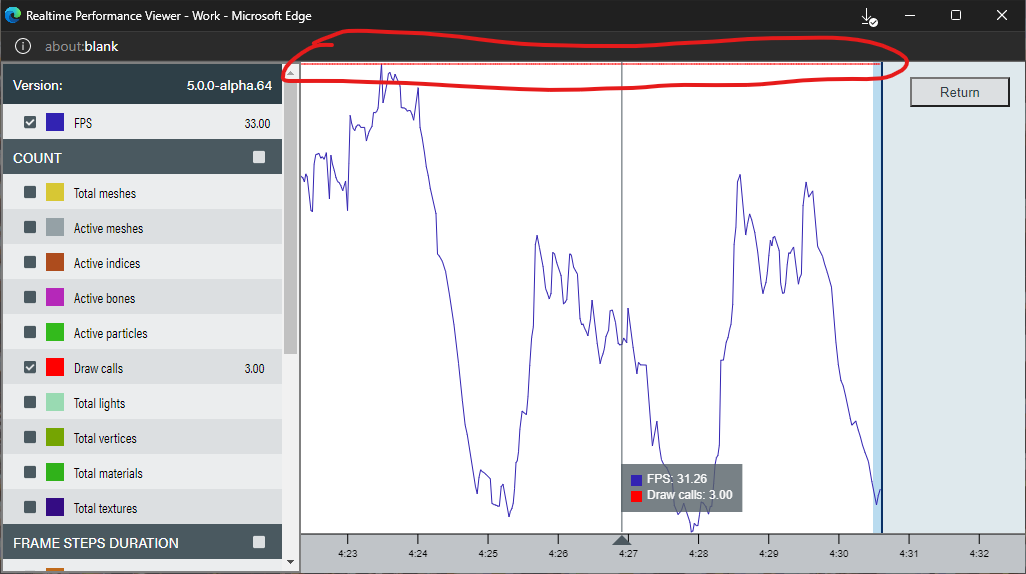 Realtime Performance Viewer - Work - Microsoft Edge
about:blank
Version: 5.0.0-alpha.64
FPS 33.00
COUNT
Total meshes
Active meshes
Active indices
Active bones
Active particles
Draw calls 3.00
Total lights
Total vertices
Total materials
Total textures
FRAME STEPS DURATION
Return
FPS: 31.26
Draw calls: 3.00
4:23 4:24 4:25 4:26 4:27 4:28 4:29 4:30 4:31 4:32